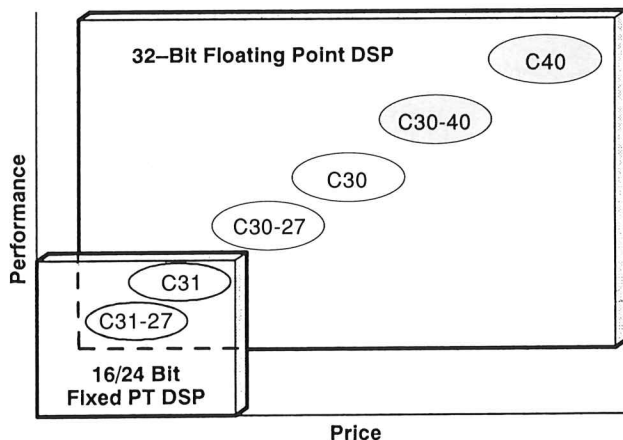 32–Bit Floating Point DSP
C40
C30-40
C30
C30-27
C31
C31-27
16/24 Bit
Fixed PT DSP
Performance
Price